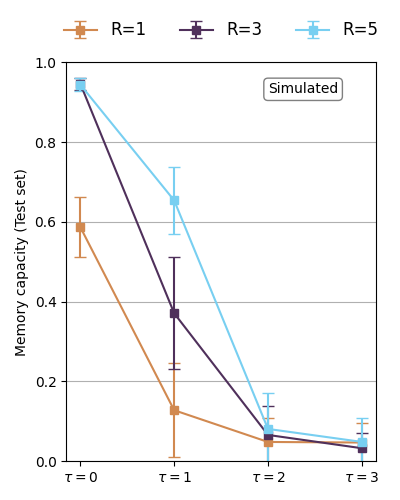 R=1 R=3 R=5
1.0
Simulated
0.8
0.6
0.4
0.2
0.0
Memory capacity (Test set)
τ = 0 τ = 1 τ = 2 τ = 3